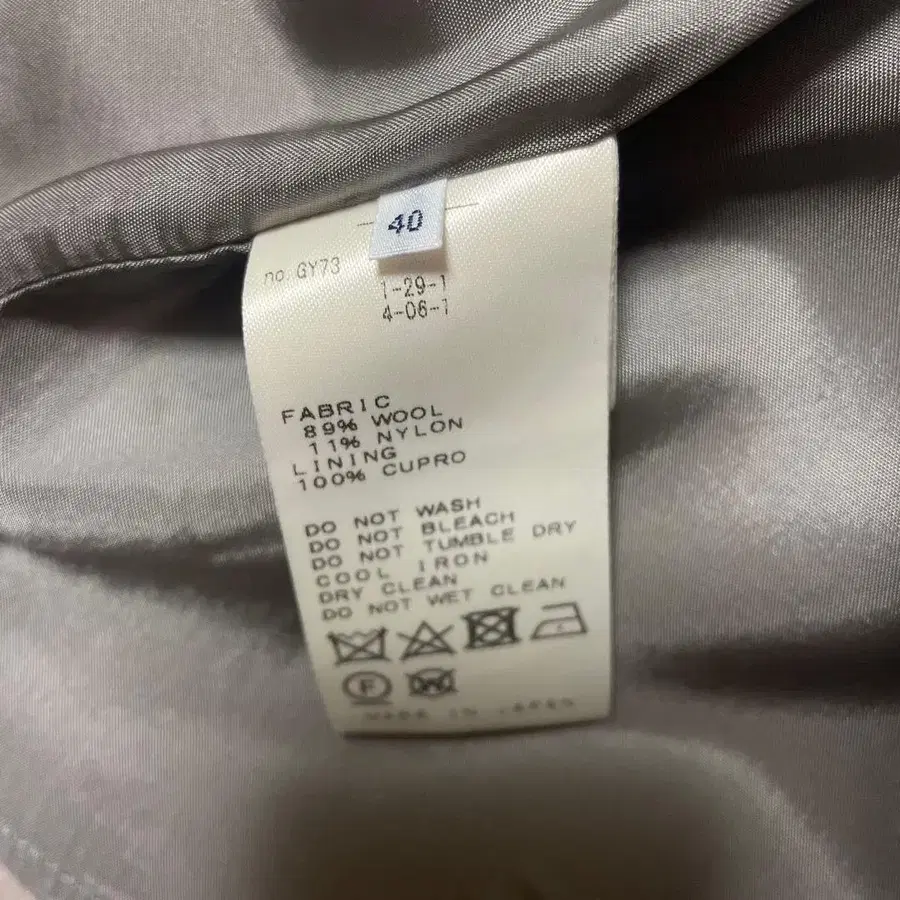 40
no. GY73
1-29-1
4-06-1
FABRIC
89% WOOL
11% NYLON
LINING
100% CUPRO
DO NOT WASH
DO NOT BLEACH
DO NOT TUMBLE DRY
COOL IRON
DRY CLEAN
DO NOT WET CLEAN
F W
MADE IN JAPAN